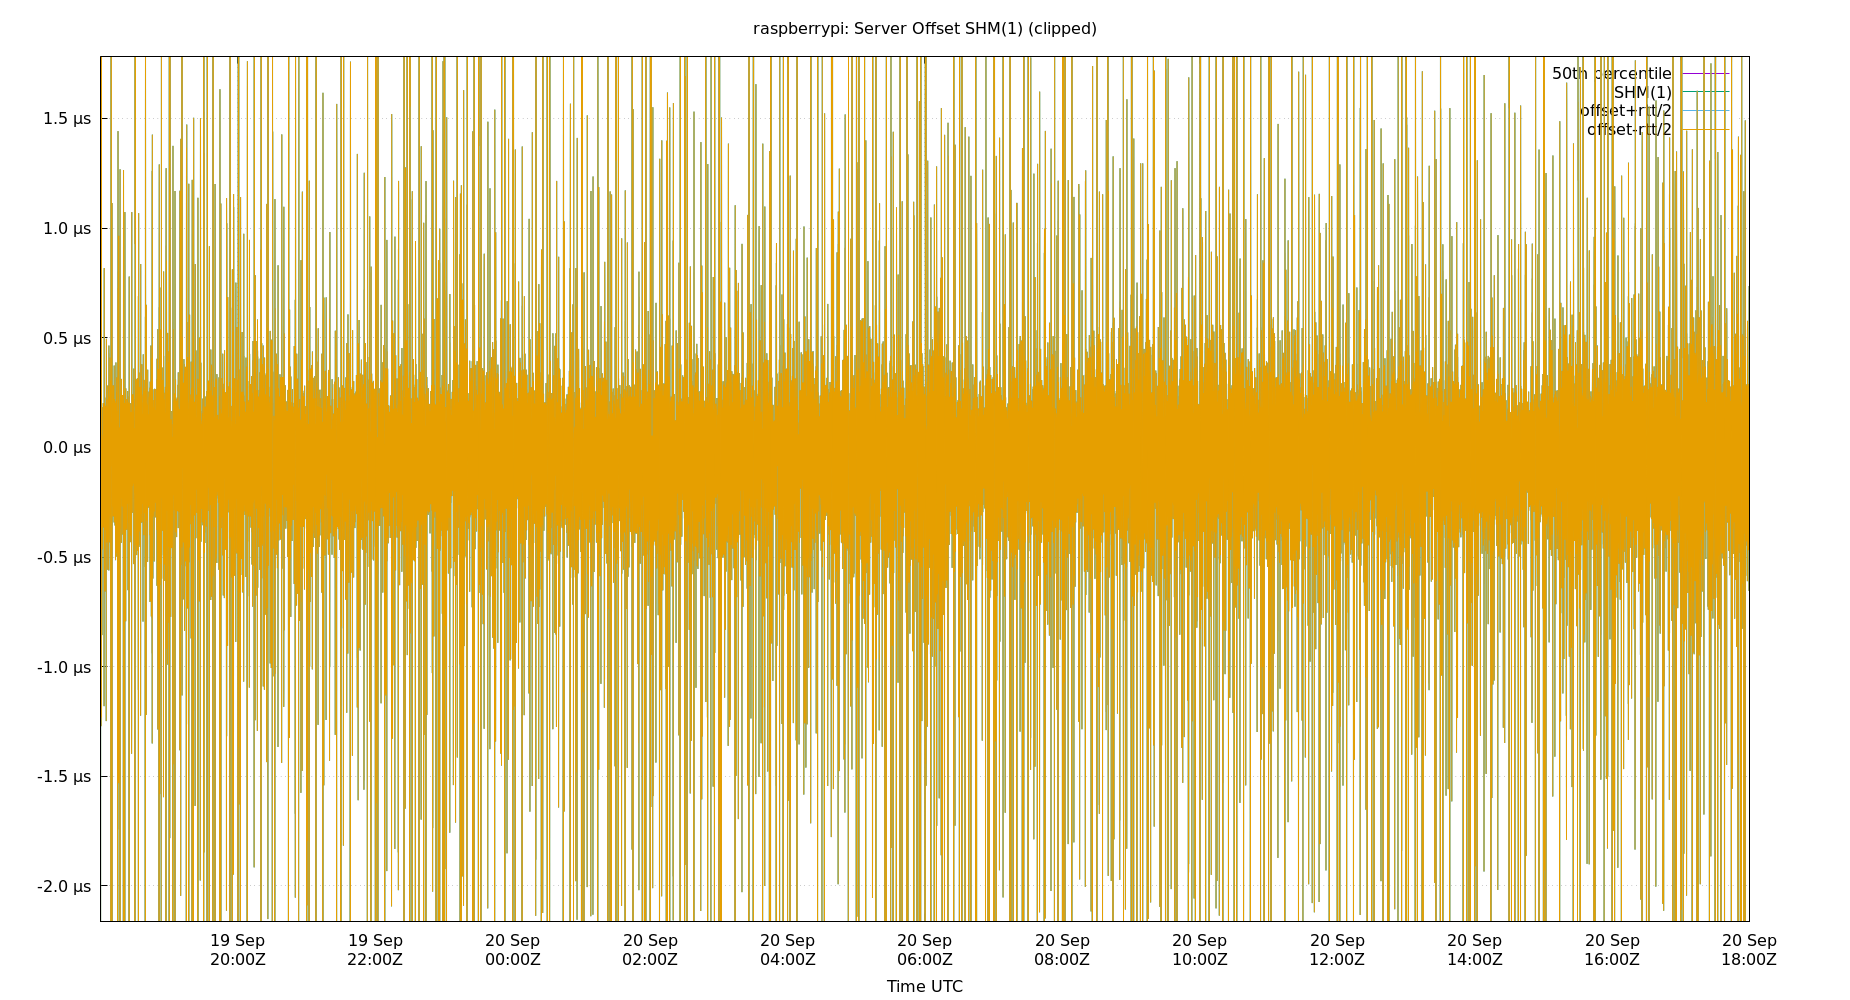 raspberrypi: Server Offset SHM(1) (clipped)
50th percentile
SHM(1)
offset+rtt/2
offset-rtt/2
1.5 µs
1.0 µs
0.5 µs
0.0 µs
-0.5 µs
-1.0 µs
-1.5 µs
-2.0 µs
19 Sep 19 Sep 20 Sep 20 Sep 20 Sep 20 Sep 20 Sep 20 Sep 20 Sep 20 Sep 20 Sep 20 Sep
20:00Z 22:00Z 00:00Z 02:00Z 04:00Z 06:00Z 08:00Z 10:00Z 12:00Z 14:00Z 16:00Z 18:00Z
Time UTC